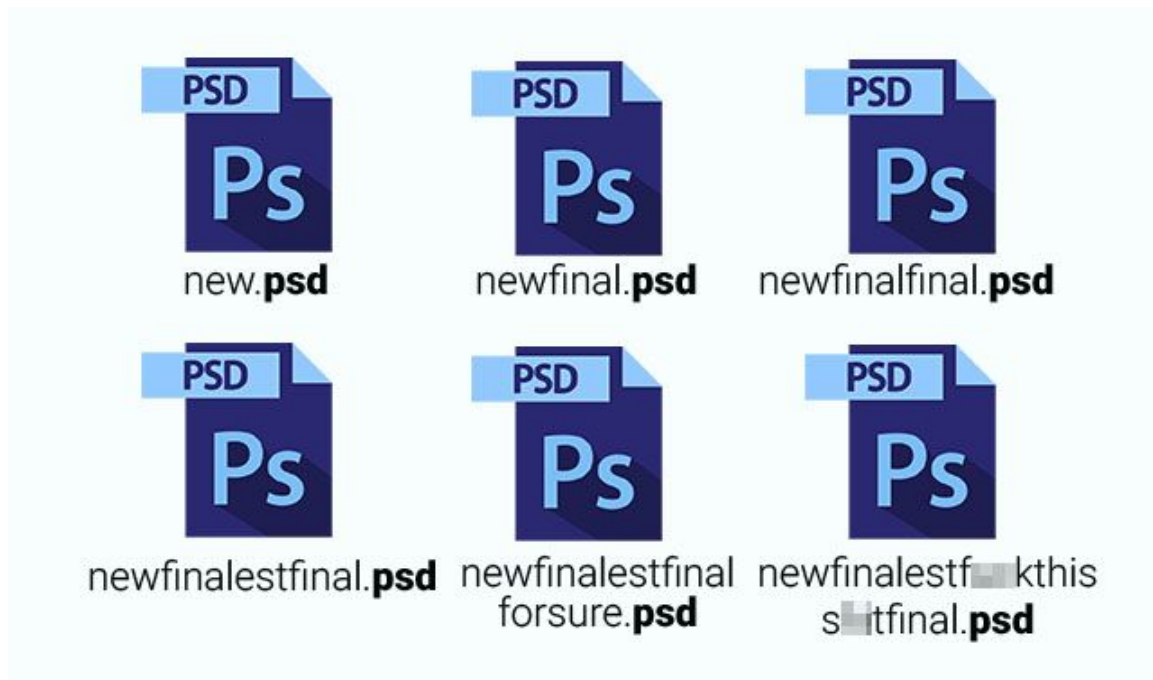 PSD
Ps
new.psd
PSD
Ps
newfinal.psd
PSD
Ps
newfinalfinal.psd
PSD
Ps
newfinalestfinal.psd
PSD
Ps
newfinalestfinal
forsure.psd
PSD
Ps